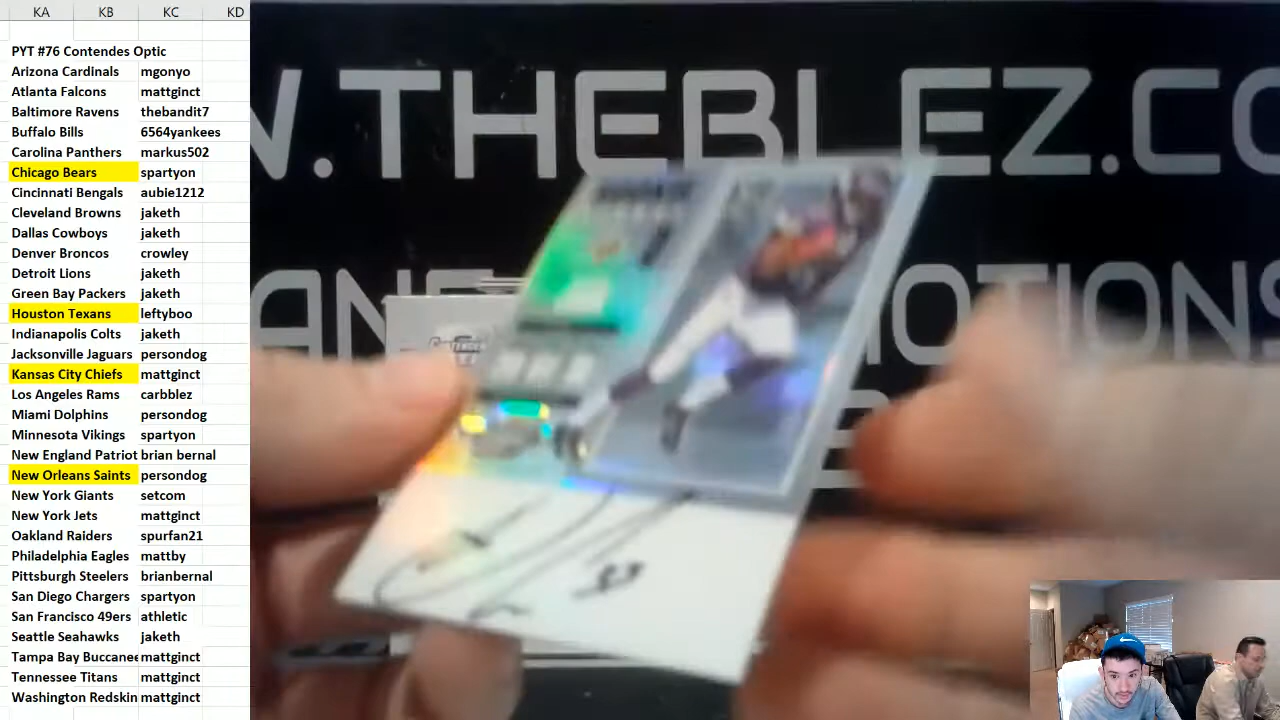 KA KB KC KD
PYT #76 Contendes Optic
Arizona Cardinals mgonyo
Atlanta Falcons mattginct
Baltimore Ravens thebandit7
Buffalo Bills 6564yankees
Carolina Panthers markus502
Chicago Bears spartyon
Cincinnati Bengals aubie1212
Cleveland Browns jaketh
Dallas Cowboys jaketh
Denver Broncos crowley
Detroit Lions jaketh
Green Bay Packers jaketh
Houston Texans leftyboo
Indianapolis Colts jaketh
Jacksonville Jaguars persondog
Kansas City Chiefs mattginct
Los Angeles Rams carbblez
Miami Dolphins persondog
Minnesota Vikings spartyon
New England Patriot brian bernal
New Orleans Saints persondog
New York Giants setcom
New York Jets mattginct
Oakland Raiders spurfan21
Philadelphia Eagles mattby
Pittsburgh Steelers brianbernal
San Diego Chargers spartyon
San Francisco 49ers athletic
Seattle Seahawks jaketh
Tampa Bay Buccanee mattginct
Tennessee Titans mattginct
Washington Redskin mattginct
W.THEBLEZ.CO